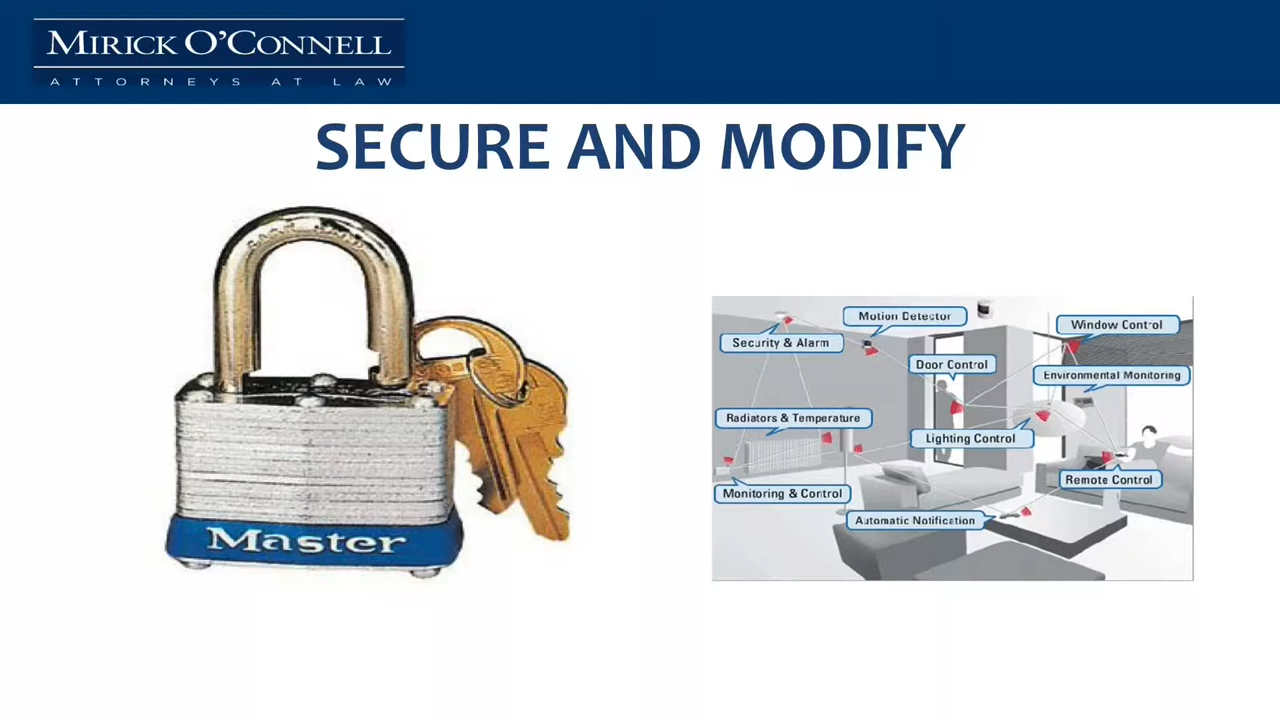 MIRICK O'CONNELL
ATTORNEYS AT LAW
SECURE AND MODIFY
Master
Motion Detector
Window Control
Security & Alarm
Door Control
Environmental Monitoring
Radiators & Temperature
Lighting Control
Remote Control
Monitoring & Control
Automatic Notification